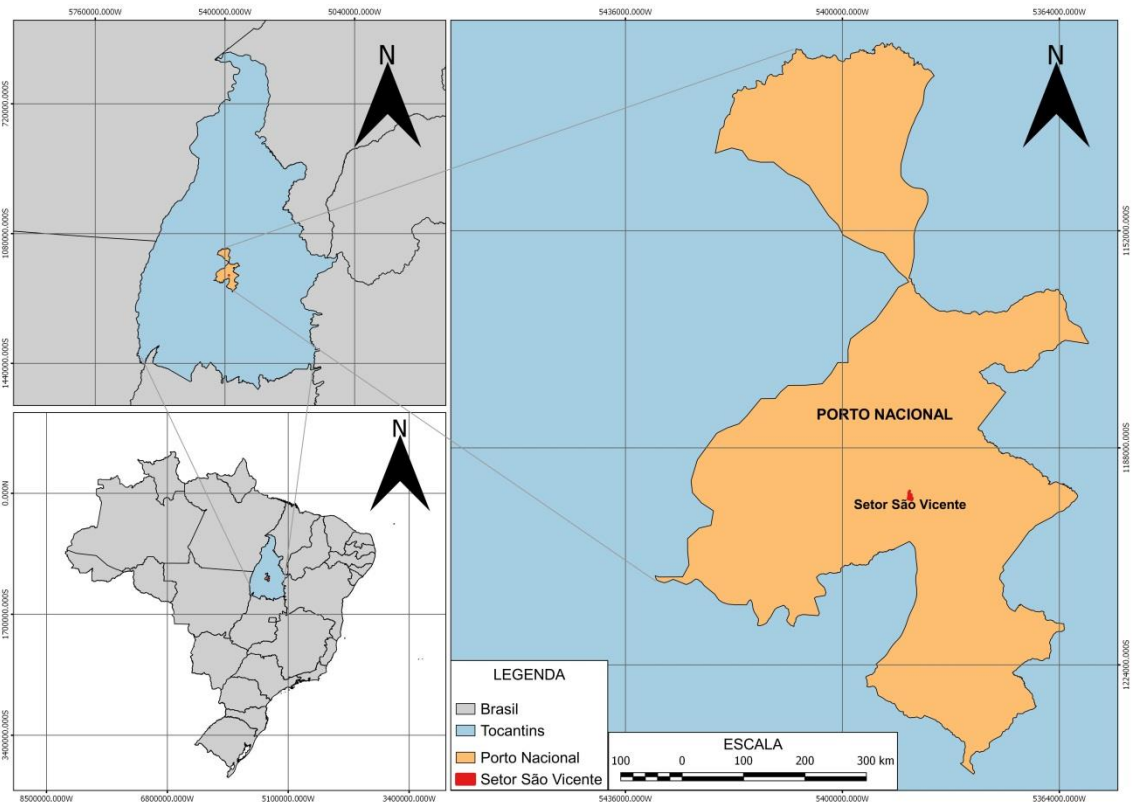 5760000.000W 5400000.000W 5040000.000W
720000.000S
1080000.000S
1440000.000S
N
5436000.000W 5400000.000W 5364000.000W
N
1152000.000S
1188000.000S
1224000.000S
PORTO NACIONAL
Setor São Vicente
5436000.000W 5400000.000W 5364000.000W
N
0.000N
1700000.000S
3400000.000S
8500000.000W 6800000.000W 5100000.000W 3400000.000W
LEGENDA
Brasil
Tocantins
Porto Nacional
Setor São Vicente
ESCALA
100 0 100 200 300 km